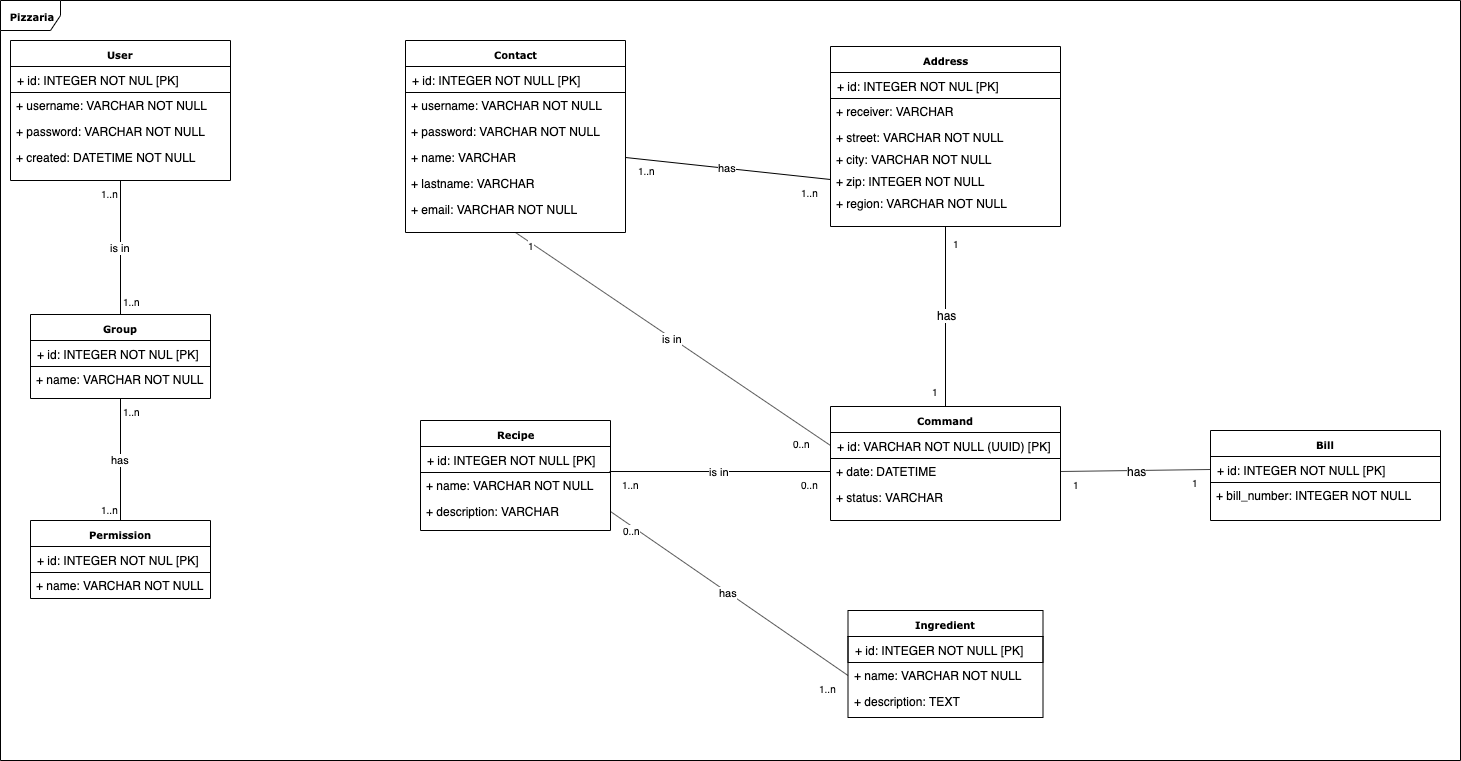 Pizzaria
User
+ id: INTEGER NOT NUL [PK]
+ username: VARCHAR NOT NULL
+ password: VARCHAR NOT NULL
+ created: DATETIME NOT NULL
1..n
is in
1..n
Group
+ id: INTEGER NOT NUL [PK]
+ name: VARCHAR NOT NULL
1..n
has
1..n
Permission
+ id: INTEGER NOT NUL [PK]
+ name: VARCHAR NOT NULL
Contact
+ id: INTEGER NOT NULL [PK]
+ username: VARCHAR NOT NULL
+ password: VARCHAR NOT NULL
+ name: VARCHAR
+ lastname: VARCHAR
+ email: VARCHAR NOT NULL
1..n
has
1..n
Address
+ id: INTEGER NOT NUL [PK]
+ receiver: VARCHAR
+ street: VARCHAR NOT NULL
+ city: VARCHAR NOT NULL
+ zip: INTEGER NOT NULL
+ region: VARCHAR NOT NULL
1
is in
0..n
1
has
1
Recipe
+ id: INTEGER NOT NULL [PK]
+ name: VARCHAR NOT NULL
+ description: VARCHAR
1..n
is in
0..n
Command
+ id: VARCHAR NOT NULL (UUID) [PK]
+ date: DATETIME
+ status: VARCHAR
1
has
1
Bill
+ id: INTEGER NOT NULL [PK]
+ bill_number: INTEGER NOT NULL
0..n
has
1..n
Ingredient
+ id: INTEGER NOT NULL [PK]
+ name: VARCHAR NOT NULL
+ description: TEXT